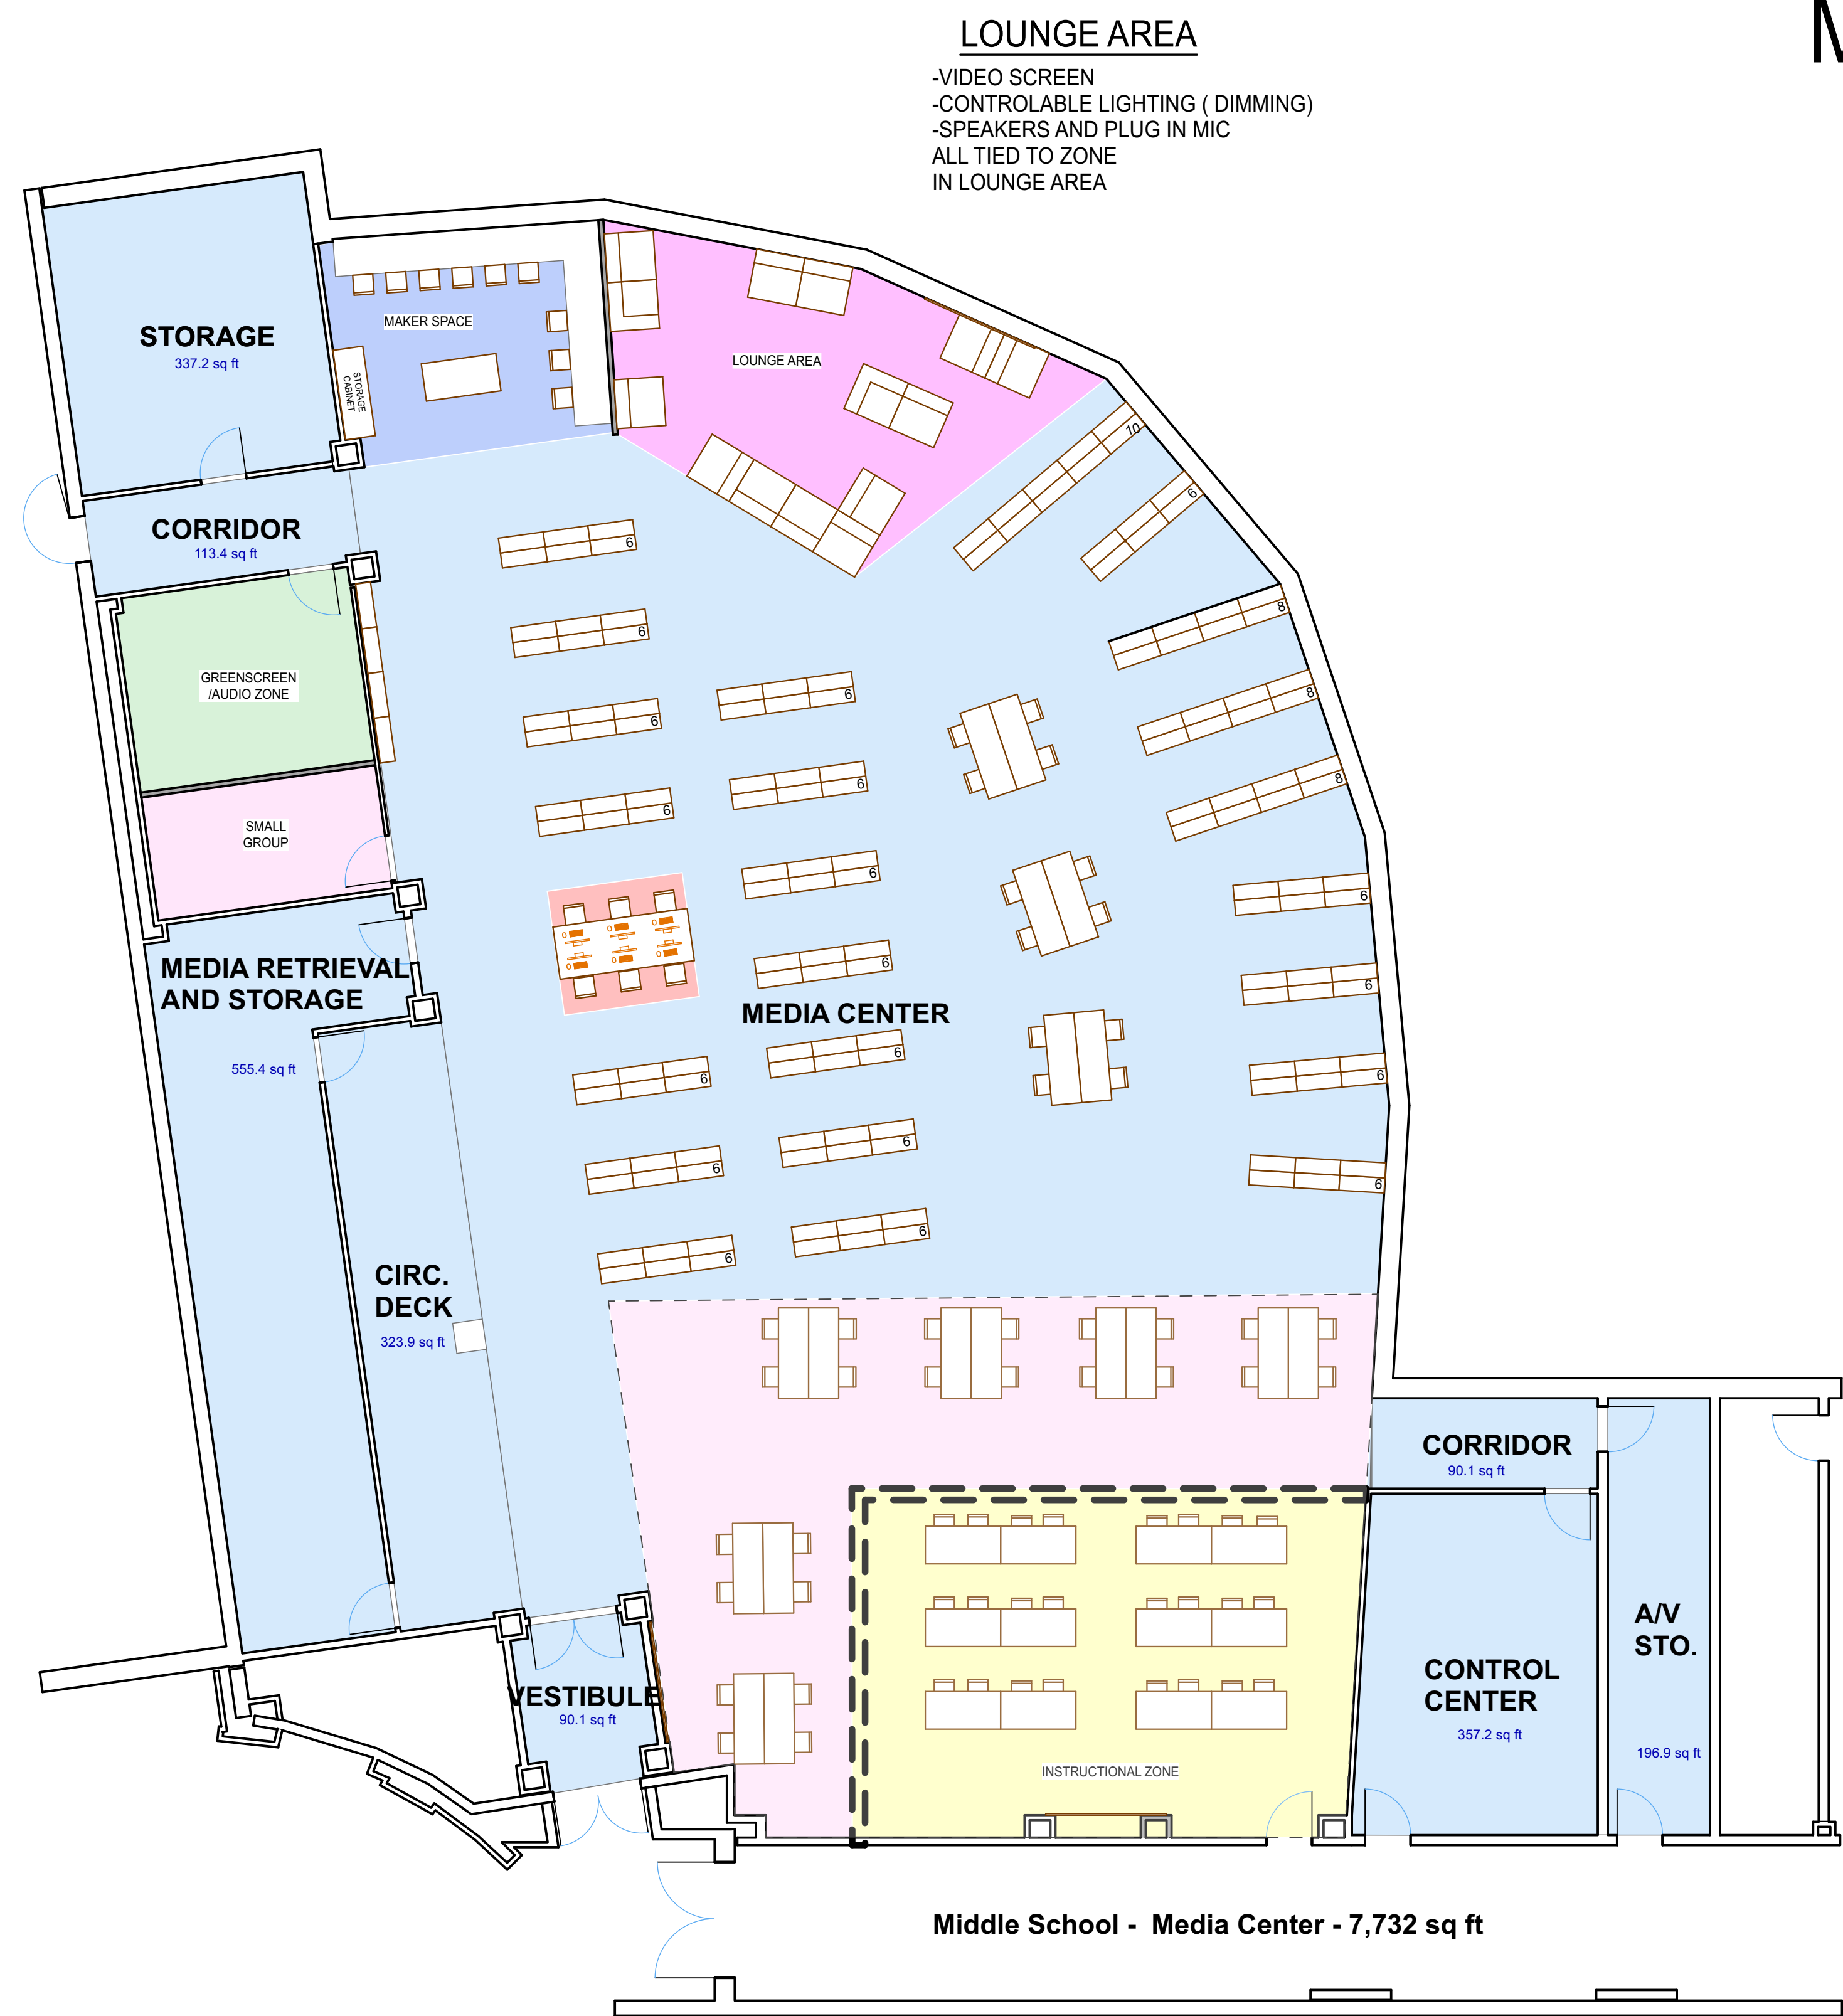 LOUNGE AREA
-VIDEO SCREEN
-CONTROLABLE LIGHTING ( DIMMING)
-SPEAKERS AND PLUG IN MIC
ALL TIED TO ZONE
IN LOUNGE AREA
M
STORAGE
337.2 sq ft
MAKER SPACE
STORAGE
CABINET
LOUNGE AREA
10
6
CORRIDOR
113.4 sq ft
6
8
6
GREENSCREEN
/AUDIO ZONE
6
6
8
6
6
8
SMALL
GROUP
6
6
MEDIA RETRIEVAL
AND STORAGE
6
6
MEDIA CENTER
555.4 sq ft
6
6
6
6
6
6
6
6
6
CIRC.
DECK
323.9 sq ft
CORRIDOR
90.1 sq ft
A/V
STO.
196.9 sq ft
CONTROL
CENTER
357.2 sq ft
VESTIBULE
90.1 sq ft
INSTRUCTIONAL ZONE
Middle School - Media Center - 7,732 sq ft